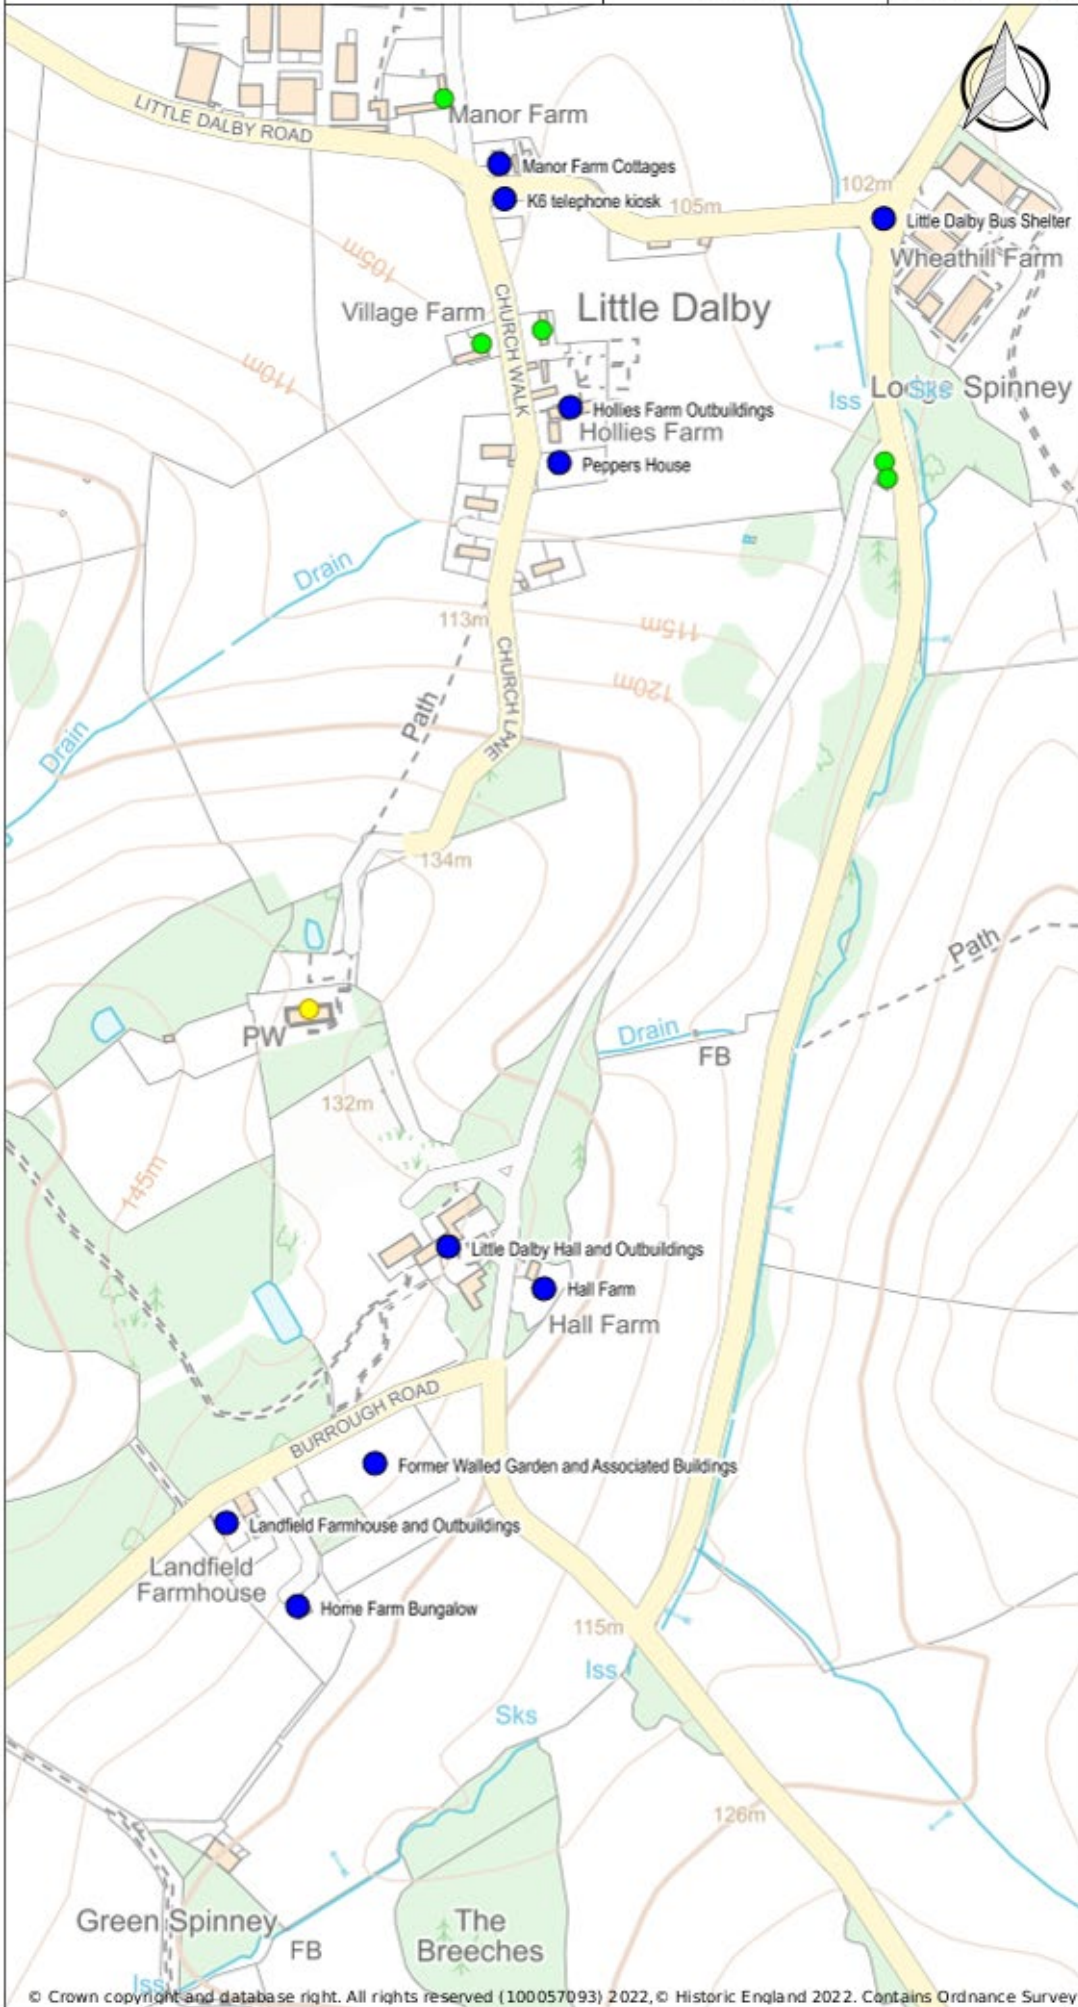 Manor Farm
LITTLE DALBY ROAD
Manor Farm Cottages
K6 telephone kiosk
102m
105m
Little Dalby Bus Shelter
Wheathill Farm
105m
Village Farm
CHURCH WALK
Little Dalby
110m
Iss
Sks
Lodge Spinney
Hollies Farm Outbuildings
Hollies Farm
Peppers House
Drain
113m
115m
CHURCH LANE
120m
Path
Drain
134m
Path
PW
Drain
FB
132m
145m
Little Dalby Hall and Outbuildings
Hall Farm
Hall Farm
BURROUGH ROAD
Former Walled Garden and Associated Buildings
Landfield Farmhouse and Outbuildings
Landfield
Farmhouse
Home Farm Bungalow
115m
Iss
Sks
126m
Green Spinney
FB
The
Breeches
Iss
© Crown copyright and database right. All rights reserved (100057093) 2022,© Historic England 2022. Contains Ordnance Survey